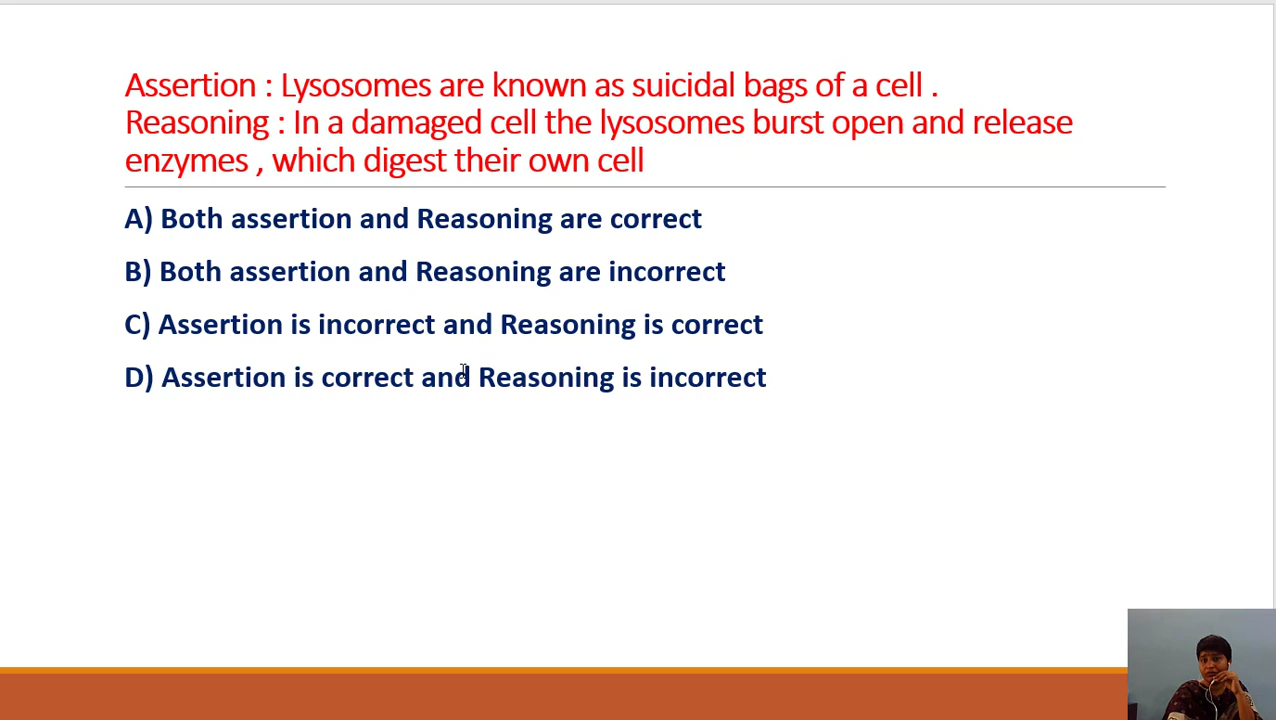 Assertion : Lysosomes are known as suicidal bags of a cell .
Reasoning : In a damaged cell the lysosomes burst open and release
enzymes , which digest their own cell
A) Both assertion and Reasoning are correct
B) Both assertion and Reasoning are incorrect
C) Assertion is incorrect and Reasoning is correct
D) Assertion is correct and Reasoning is incorrect